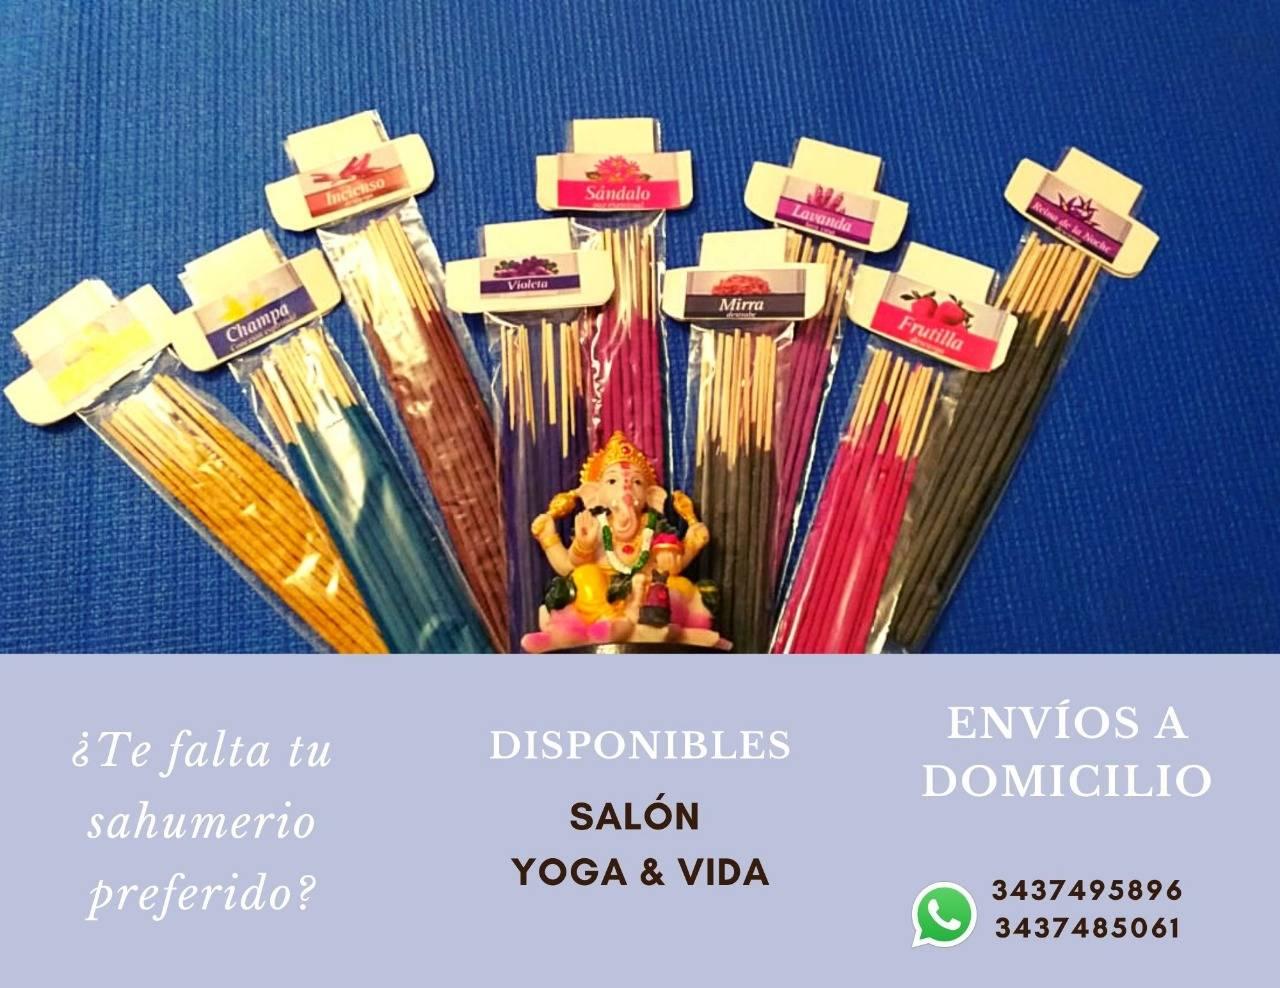 Incienso
Sándalo
Lavanda
Reina de la Noche
Violeta
Champá
Mirra
Frutilla
¿Te falta tu
sahumerio
preferido?
DISPONIBLES
SALÓN
YOGA & VIDA
ENVÍOS A
DOMICILIO
3437495896
3437485061